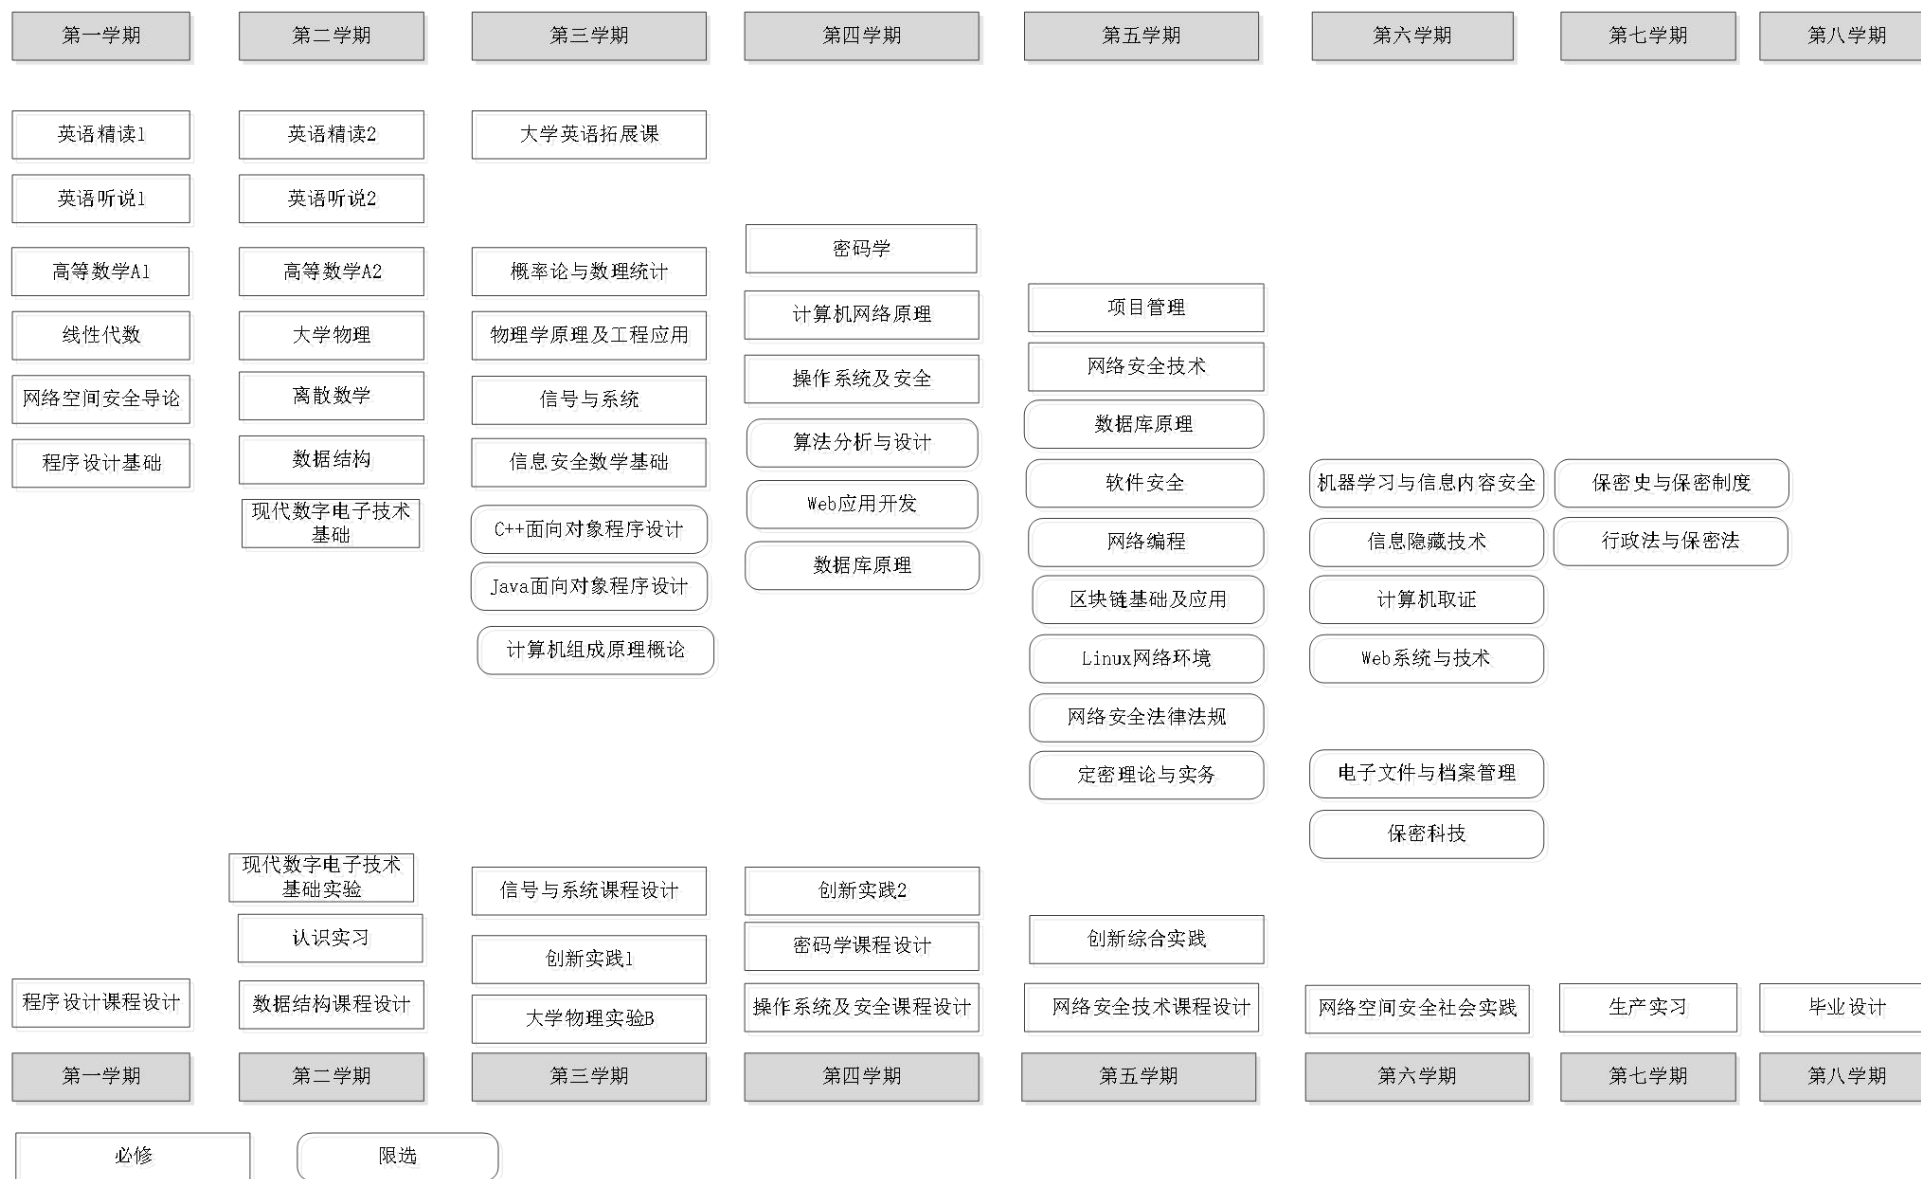 第一学期 第二学期 第三学期 第四学期 第五学期 第六学期 第七学期 第八学期
英语精读1 英语精读2 大学英语拓展课
英语听说1 英语听说2
密码学
高等数学A1 高等数学A2 概率论与数理统计
项目管理
计算机网络原理
线性代数 大学物理 物理学原理及工程应用
网络安全技术
操作系统及安全
网络空间安全导论 离散数学 信号与系统
数据库原理
算法分析与设计
程序设计基础 数据结构 信息安全数学基础
软件安全 机器学习与信息内容安全 保密史与保密制度
Web应用开发
现代数字电子技术
基础
C++面向对象程序设计
网络编程 信息隐藏技术 行政法与保密法
数据库原理
Java面向对象程序设计
区块链基础及应用 计算机取证
计算机组成原理概论
Linux网络环境 Web系统与技术
网络安全法律法规
定密理论与实务 电子文件与档案管理
保密科技
现代数字电子技术
基础实验
信号与系统课程设计 创新实践2
认识实习 密码学课程设计 创新综合实践
创新实践1
程序设计课程设计 数据结构课程设计 操作系统及安全课程设计 网络安全技术课程设计 网络空间安全社会实践 生产实习 毕业设计
大学物理实验B
第一学期 第二学期 第三学期 第四学期 第五学期 第六学期 第七学期 第八学期
必修 限选